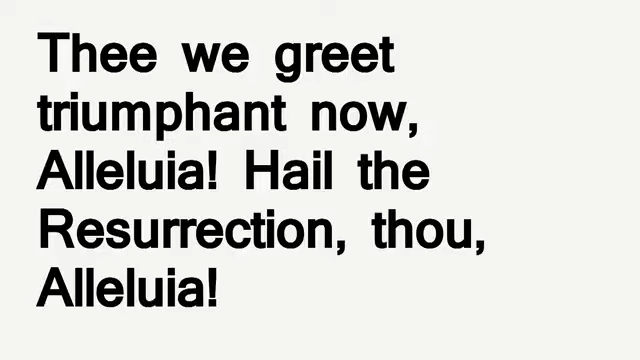 Thee we greet
triumphant now,
Alleluia! Hail the
Resurrection, thou,
Alleluia!